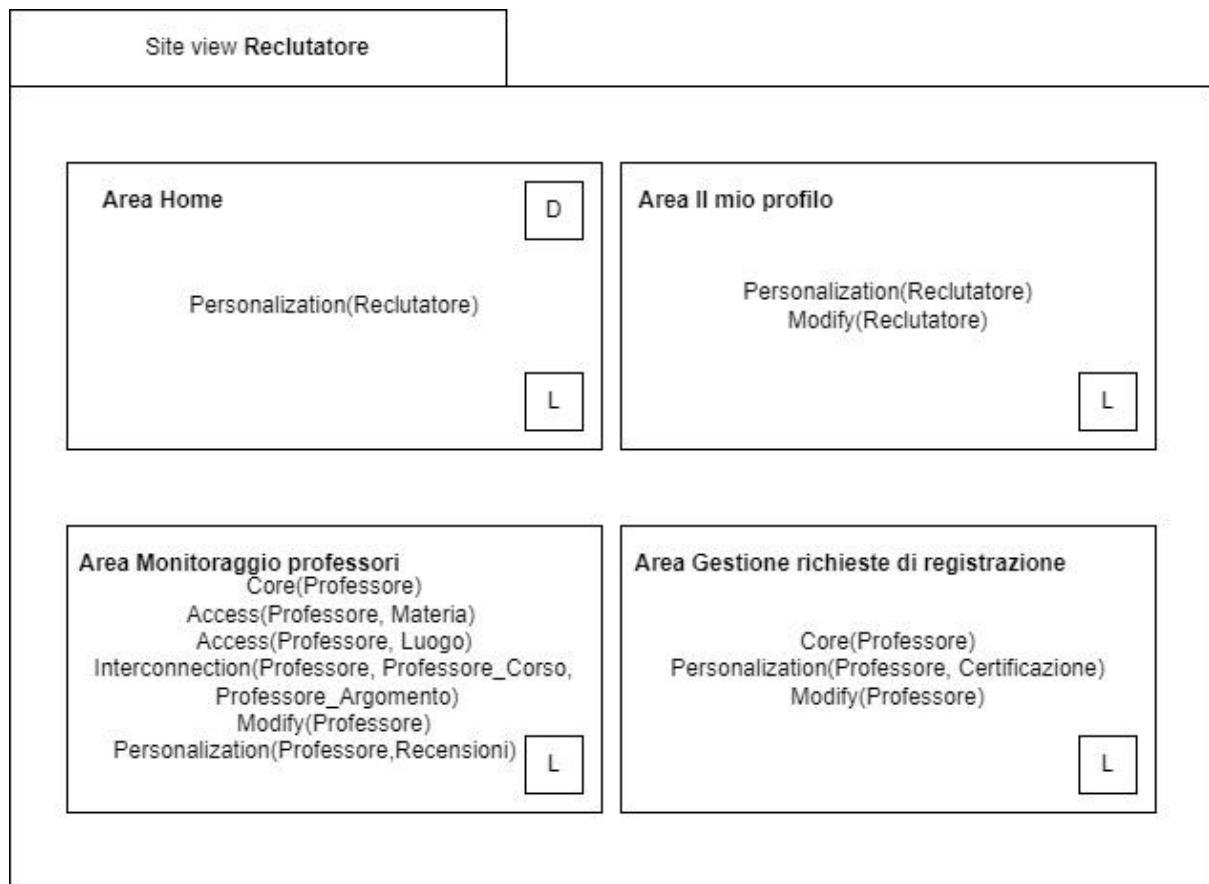 Site view Reclutatore
Area Home
D
Personalization(Reclutatore)
L
Area Il mio profilo
Personalization(Reclutatore)
Modify(Reclutatore)
L
Area Monitoraggio professori
Core(Professore)
Access(Professore, Materia)
Access(Professore, Luogo)
Interconnection(Professore, Professore_Corso,
Professore_Argomento)
Modify(Professore)
Personalization(Professore,Recensioni)
L
Area Gestione richieste di registrazione
Core(Professore)
Personalization(Professore, Certificazione)
Modify(Professore)
L